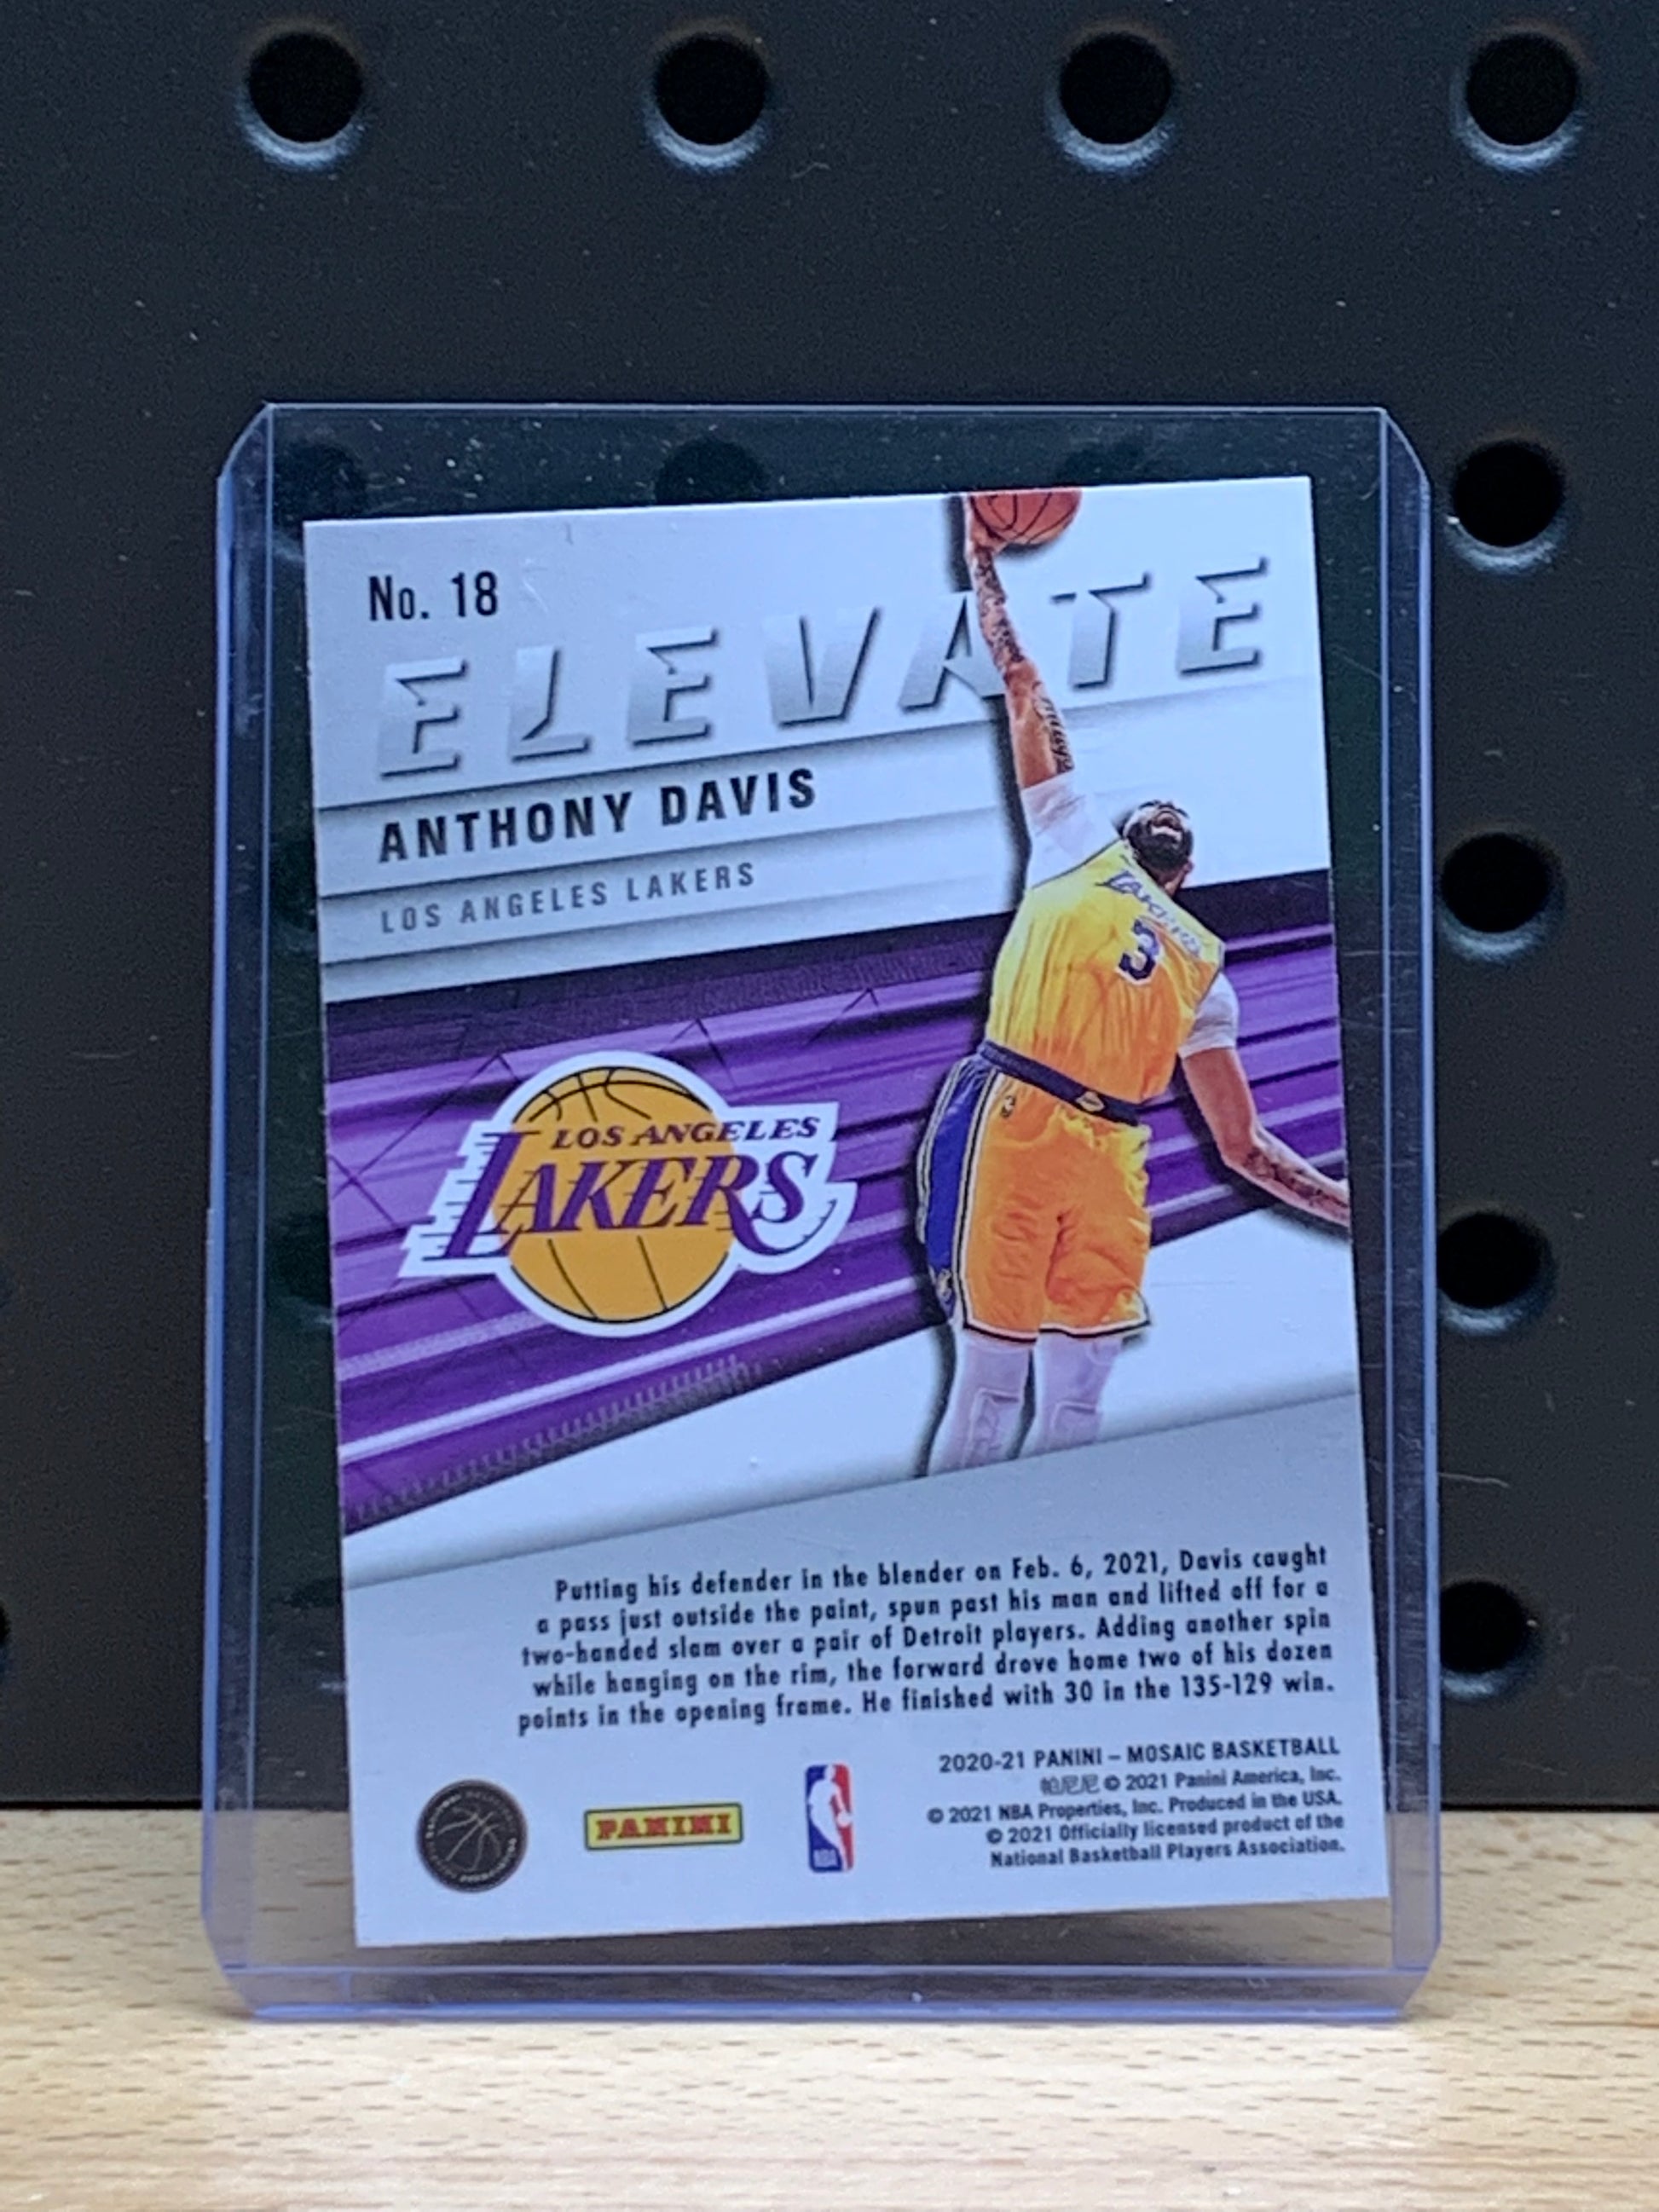 No. 18
ELEVATE
ANTHONY DAVIS
LOS ANGELES LAKERS
Lakers
3
LOS ANGELES
LAKERS
Putting his defender in the blender on Feb. 6, 2021, Davis caught
a pass just outside the paint, spun past his man and lifted off for a
two-handed slam over a pair of Detroit players. Adding another spin
while hanging on the rim, the forward drove home two of his dozen
points in the opening frame. He finished with 30 in the 135-129 win.
2020-21 PANINI – MOSAIC BASKETBALL
帕尼尼 © 2021 Panini America, Inc.
© 2021 NBA Properties, Inc. Produced in the USA.
© 2021 Officially licensed product of the
National Basketball Players Association.
PANINI
NBA